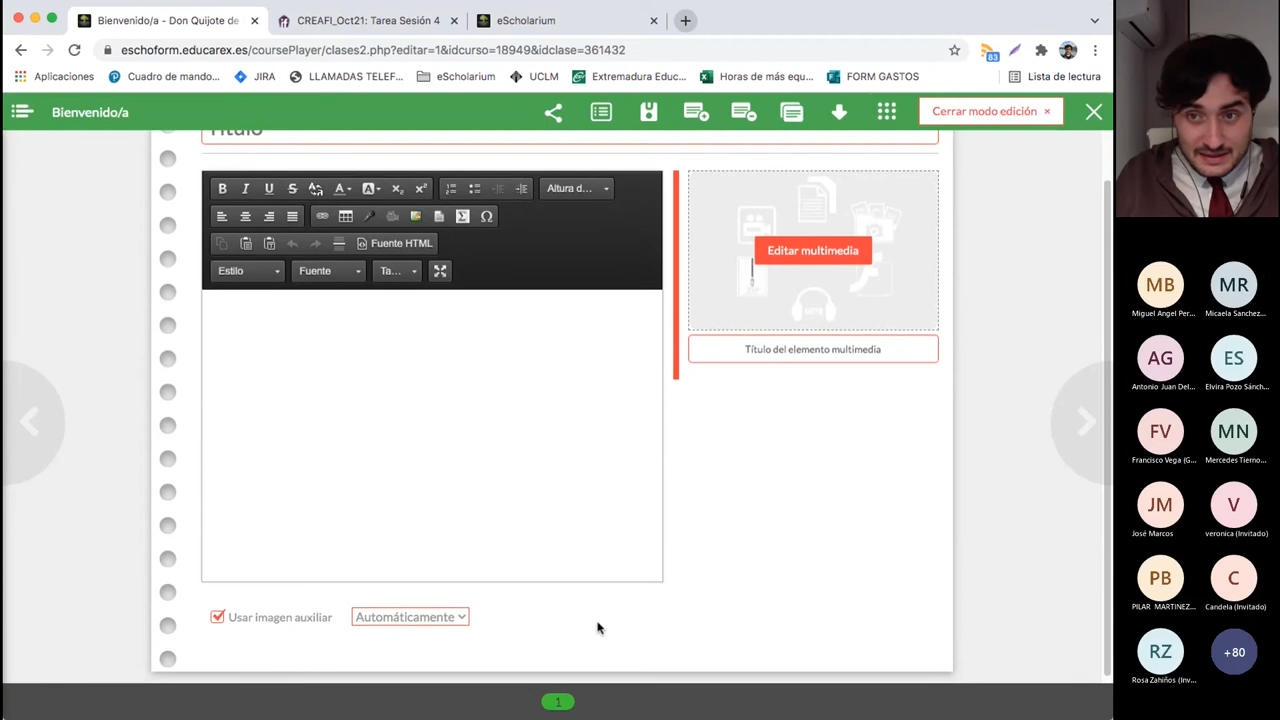 Bienvenido/a - Don Quijote de
CREAFI_Oct21: Tarea Sesión 4
eScholarium
eschoform.educarex.es/coursePlayer/clases2.php?editar=1&idcurso=18949&idclase=361432
83
Aplicaciones
Cuadro de mando...
JIRA
LLAMADAS TELEF...
eScholarium
UCLM
Extremadura Educ...
Horas de más equ...
FORM GASTOS
Lista de lectura
Bienvenido/a
Cerrar modo edición ×
Título
Altura d...
Fuente HTML
Estilo
Fuente
Ta...
Editar multimedia
Título del elemento multimedia
Usar imagen auxiliar
Automáticamente
1
MB
Miguel Angel Per...
MR
Micaela Sanchez...
AG
Antonio Juan Del...
ES
Elvira Pozo Sánch...
FV
Francisco Vega (G...
MN
Mercedes Tierno...
JM
José Marcos
V
veronica (Invitado)
PB
PILAR MARTINEZ...
C
Candela (Invitado)
RZ
Rosa Zahiños (Inv...
+80